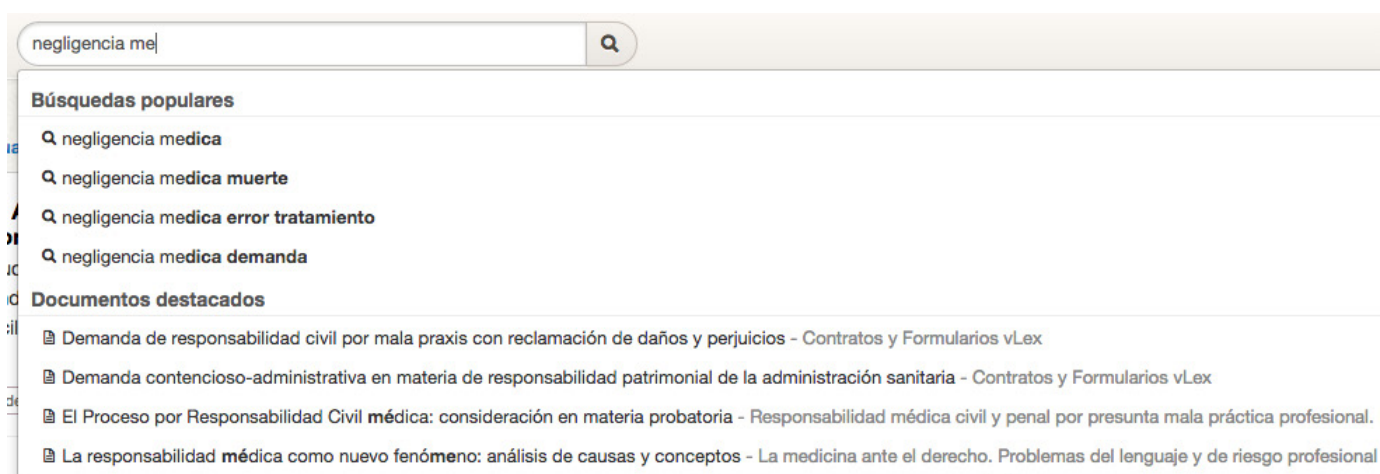 negligencia me
Búsquedas populares
negligencia medica
negligencia medica muerte
negligencia medica error tratamiento
negligencia medica demanda
Documentos destacados
Demanda de responsabilidad civil por mala praxis con reclamación de daños y perjuicios - Contratos y Formularios vLex
Demanda contencioso-administrativa en materia de responsabilidad patrimonial de la administración sanitaria - Contratos y Formularios vLex
El Proceso por Responsabilidad Civil médica: consideración en materia probatoria - Responsabilidad médica civil y penal por presunta mala práctica profesional.
La responsabilidad médica como nuevo fenómeno: análisis de causas y conceptos - La medicina ante el derecho. Problemas del lenguaje y de riesgo profesional